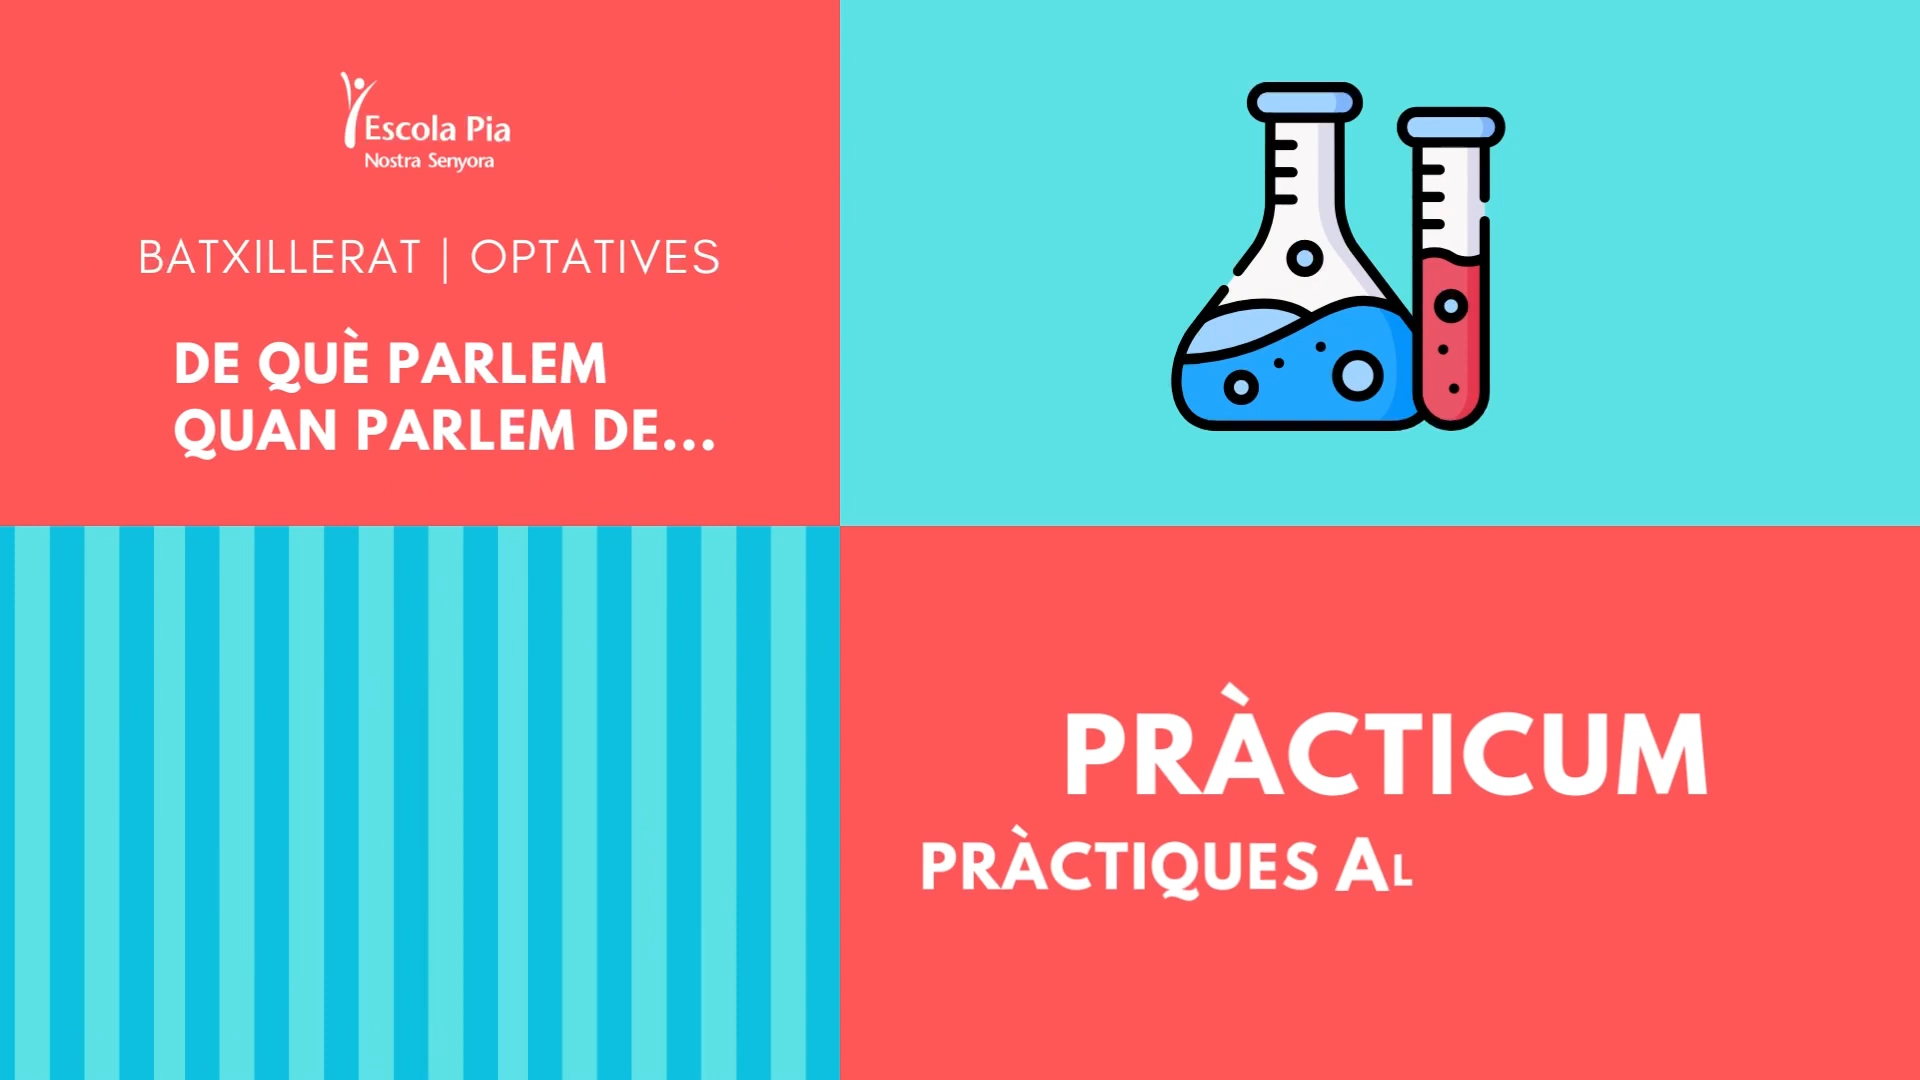 Escola Pia
Nostra Senyora
BATXILLERAT | OPTATIVES
DE QUÈ PARLEM
QUAN PARLEM DE...
PRÀCTICUM
PRÀCTIQUES AL